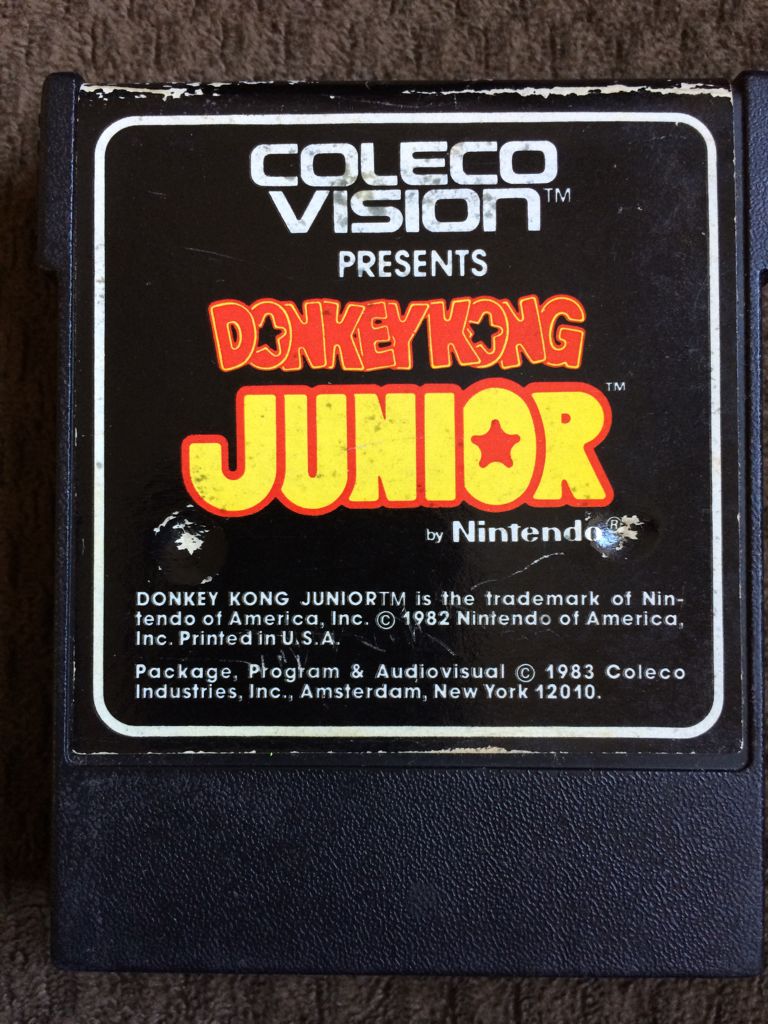 COLECO
VISION™
PRESENTS
DONKEY KONG
JUNIOR™
by Nintendo®
DONKEY KONG JUNIORTM is the trademark of Nin-
tendo of America, Inc. © 1982 Nintendo of America,
Inc. Printed in U.S.A.
Package, Program & Audiovisual © 1983 Coleco
Industries, Inc., Amsterdam, New York 12010.